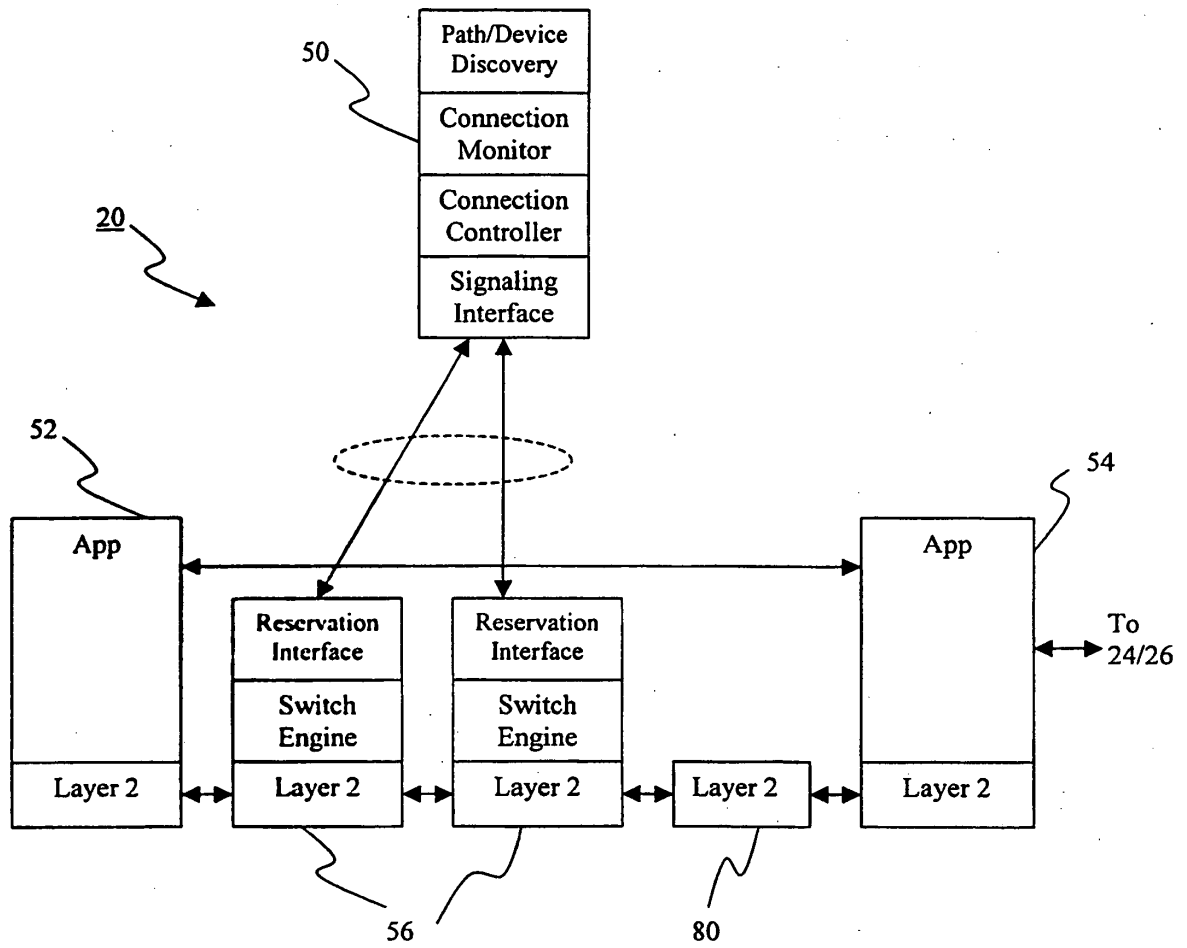 Path/Device
Discovery
50
Connection
Monitor
Connection
Controller
20
Signaling
Interface
52
54
App
App
Reservation
Interface
Reservation
Interface
To
24/26
Switch
Engine
Switch
Engine
Layer 2
Layer 2
Layer 2
Layer 2
Layer 2
56
80